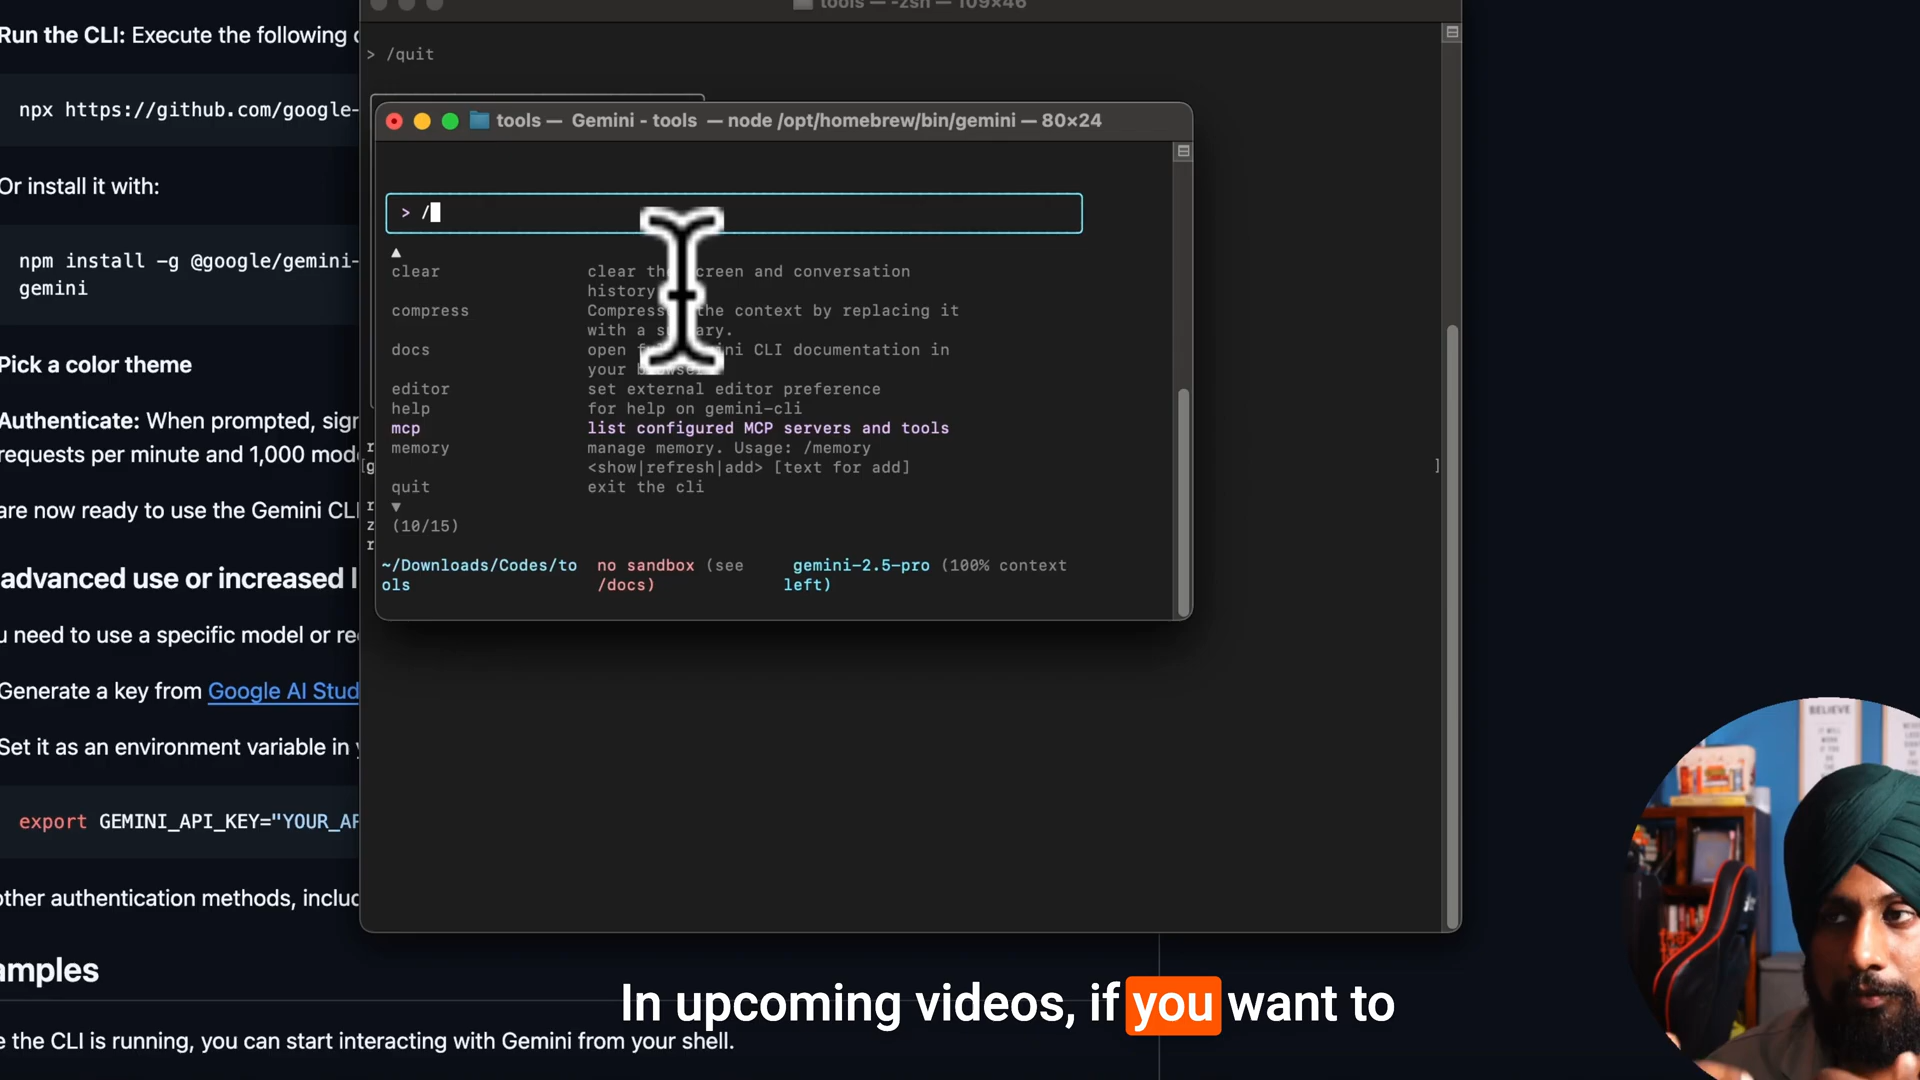 Run the CLI: Execute the following
npx https://github.com/google-
Or install it with:
npm install -g @google/gemini-
gemini
Pick a color theme
Authenticate: When prompted, sign
requests per minute and 1,000
are now ready to use the Gemini CLI
advanced use or increased
need to use a specific model or
Generate a key from Google AI Stud
Set it as an environment variable in
export GEMINI_API_KEY="YOUR_AP
other authentication methods, includ
amples
e the CLI is running, you can start interacting with Gemini from your shell.
tools — -zsh — 109×46
> /quit
tools — Gemini - tools — node /opt/homebrew/bin/gemini — 80×24
> /
▲
clear clear the screen and conversation
history
compress the context by replacing it
with a
docs open CLI documentation in
your
editor set external editor preference
help for help on gemini-cli
mcp list configured MCP servers and tools
memory manage memory. Usage: /memory
<show|refresh|add> [text for add]
quit exit the cli
▼
(10/15)
~/Downloads/Codes/to no sandbox (see gemini-2.5-pro (100% context
ols /docs) left)
BELIEVE
In upcoming videos, if you want to